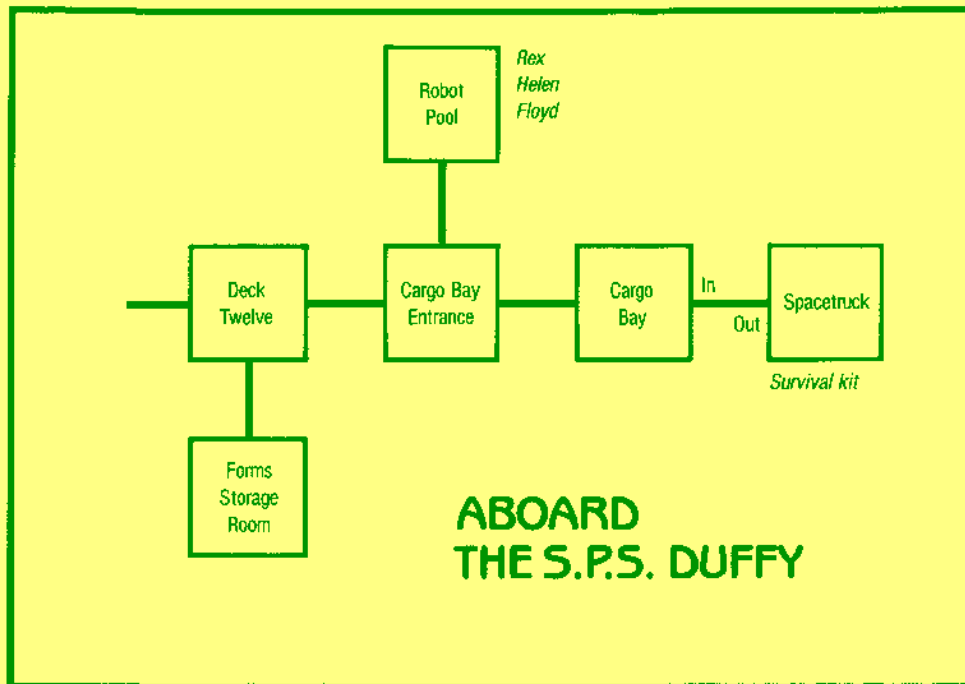 Robot
Pool
Rex
Helen
Floyd
Deck
Twelve
Cargo Bay
Entrance
Cargo
Bay
In
Out
Spacetruck
Survival kit
Forms
Storage
Room
ABOARD
THE S.P.S. DUFFY